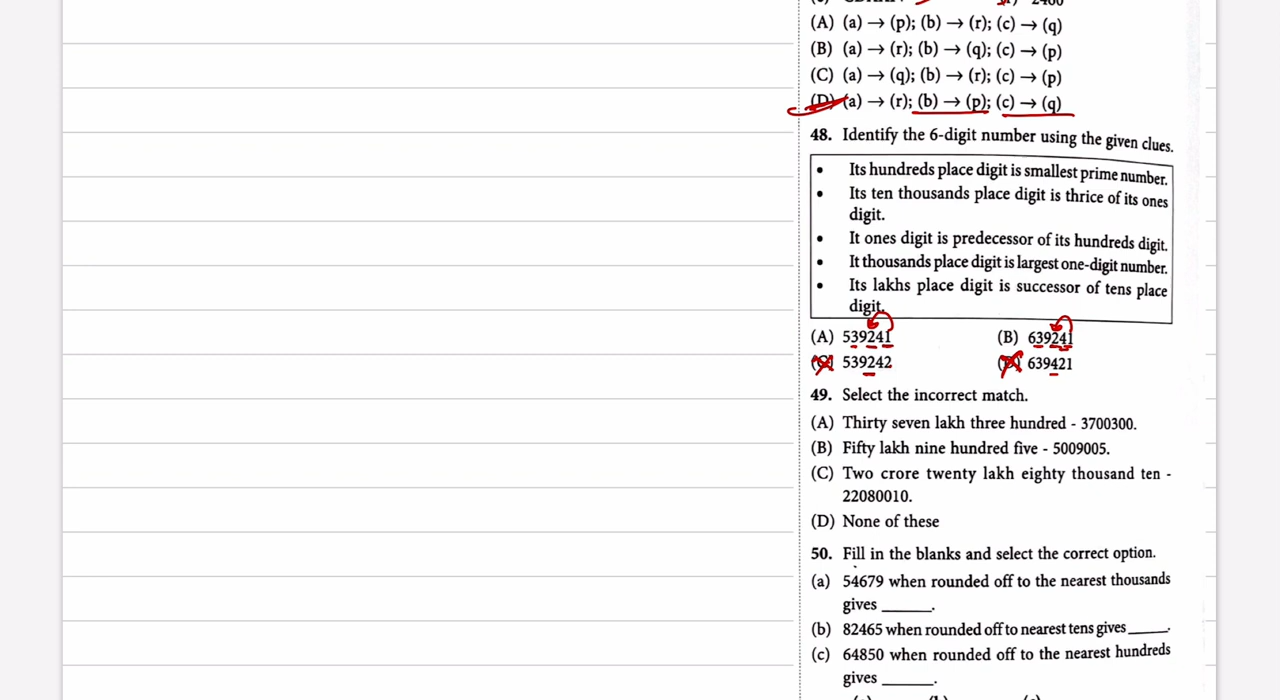 (A) (a) → (p); (b) → (r); (c) → (q)
(B) (a) → (r); (b) → (q); (c) → (p)
(C) (a) → (q); (b) → (r); (c) → (p)
(D) (a) → (r); (b) → (p); (c) → (q)
48. Identify the 6-digit number using the given clues.
• Its hundreds place digit is smallest prime number.
• Its ten thousands place digit is thrice of its ones
digit.
• It ones digit is predecessor of its hundreds digit.
• It thousands place digit is largest one-digit number.
• Its lakhs place digit is successor of tens place
digit.
(A) 539241 (B) 639241
539242 639421
49. Select the incorrect match.
(A) Thirty seven lakh three hundred - 3700300.
(B) Fifty lakh nine hundred five - 5009005.
(C) Two crore twenty lakh eighty thousand ten -
22080010.
(D) None of these
50. Fill in the blanks and select the correct option.
(a) 54679 when rounded off to the nearest thousands
gives ______.
(b) 82465 when rounded off to nearest tens gives _____.
(c) 64850 when rounded off to the nearest hundreds
gives ______.